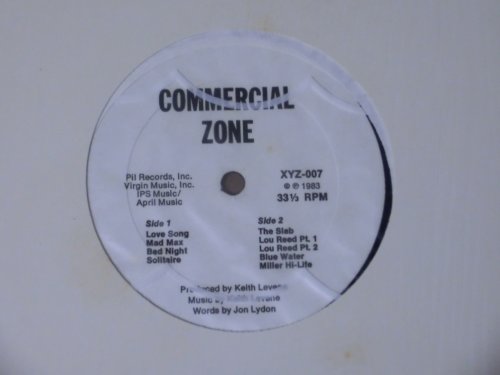 COMMERCIAL
ZONE
Pil Records, Inc.
Virgin Music, Inc.
IPS Music/
April Music
XYZ-007
© ℗ 1983
33⅓ RPM
Side 1
Love Song
Mad Max
Bad Night
Solitaire
Side 2
The Slab
Lou Reed Pt. 1
Lou Reed Pt. 2
Blue Water
Miller Hi-Life
Produced by Keith Levene
Music by Keith Levene
Words by Jon Lydon